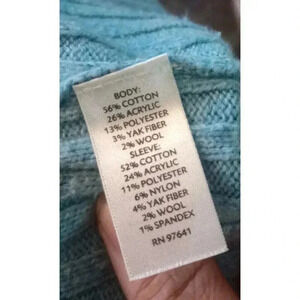 BODY:
56% COTTON
26% ACRYLIC
13% POLYESTER
3% YAK FIBER
2% WOOL
SLEEVE:
52% COTTON
24% ACRYLIC
11% POLYESTER
6% NYLON
4% YAK FIBER
2% WOOL
1% SPANDEX
RN 97641